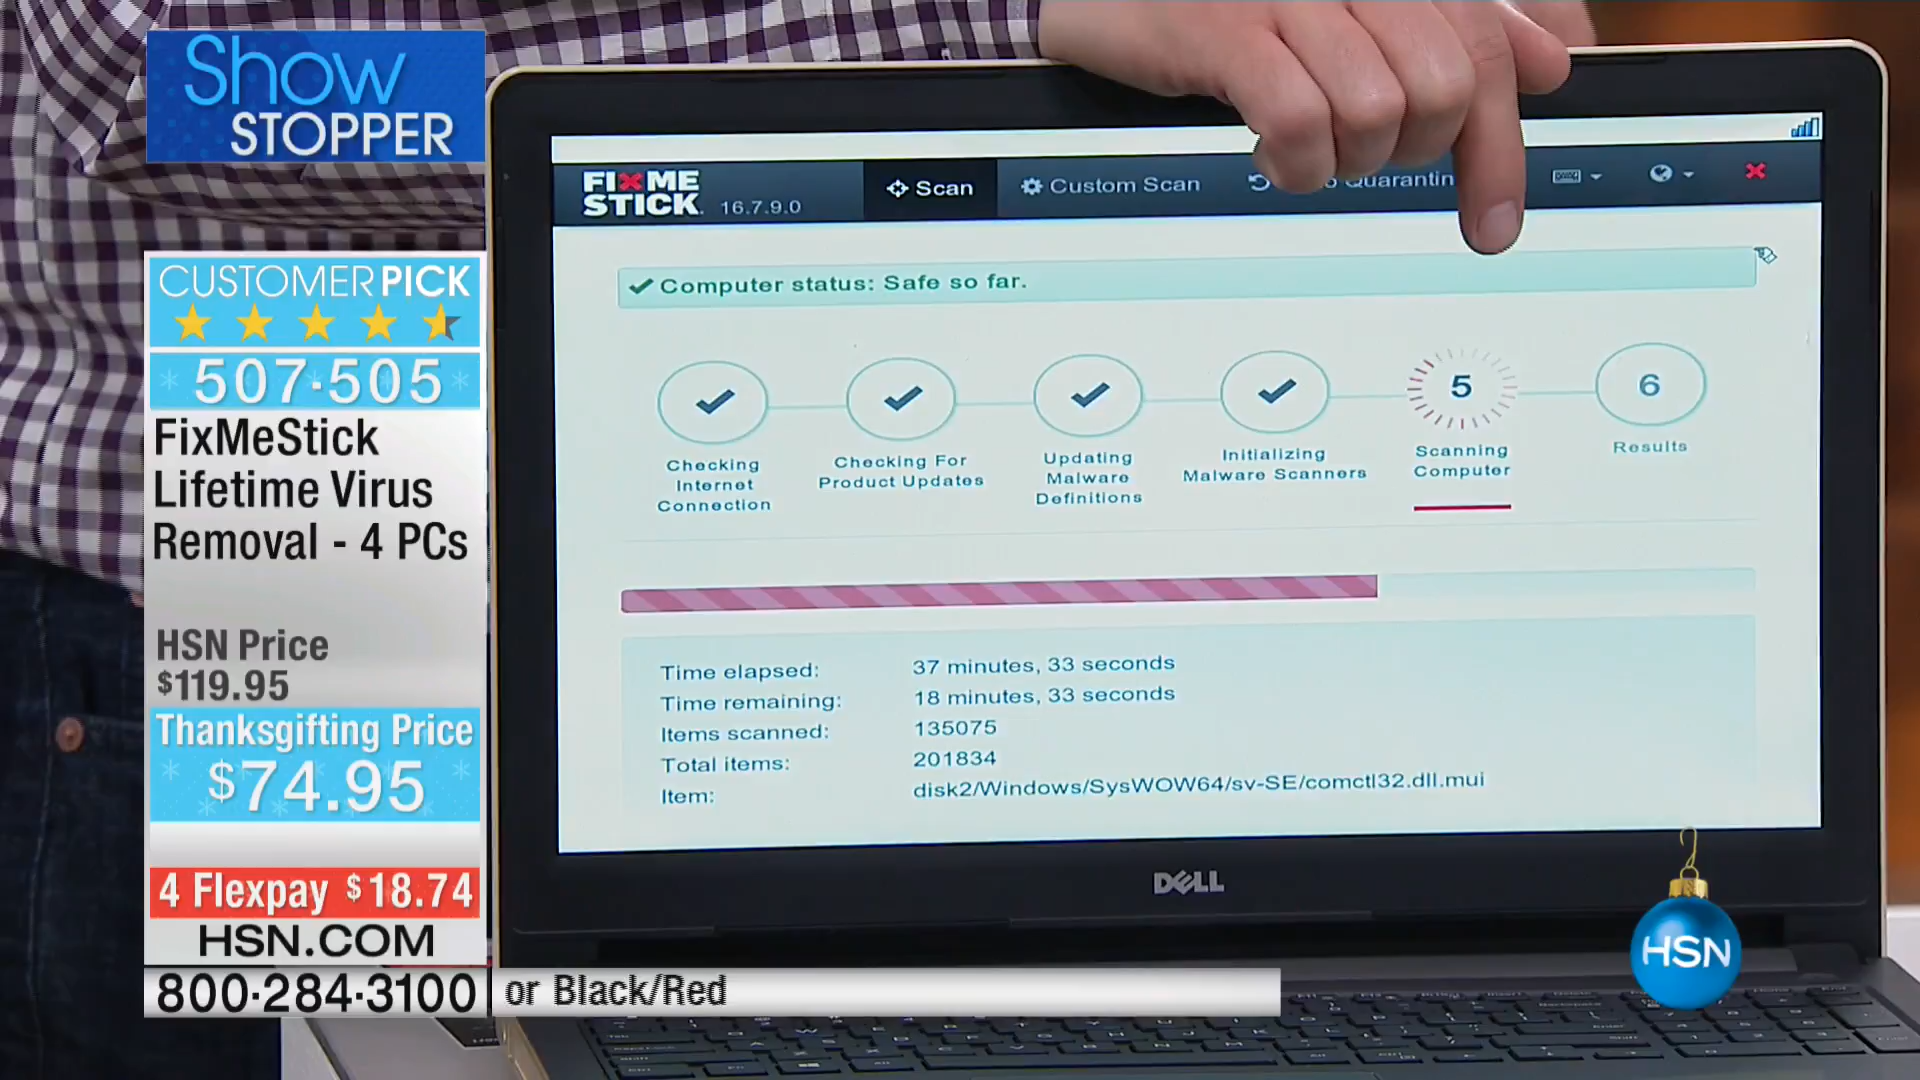 Show
STOPPER
CUSTOMER PICK
507·505
FixMeStick
Lifetime Virus
Removal - 4 PCs
HSN Price
$119.95
Thanksgifting Price
$74.95
4 Flexpay $18.74
HSN.COM
800·284·3100
or Black/Red
FIXME
STICK. 16.7.9.0
Scan
Custom Scan
Computer status: Safe so far.
5
6
Checking
Internet
Connection
Checking For
Product Updates
Updating
Malware
Definitions
Initializing
Malware Scanners
Scanning
Computer
Results
Time elapsed: 37 minutes, 33 seconds
Time remaining: 18 minutes, 33 seconds
Items scanned: 135075
Total items: 201834
Item: disk2/Windows/SysWOW64/sv-SE/comctl32.dll.mui
DELL
HSN